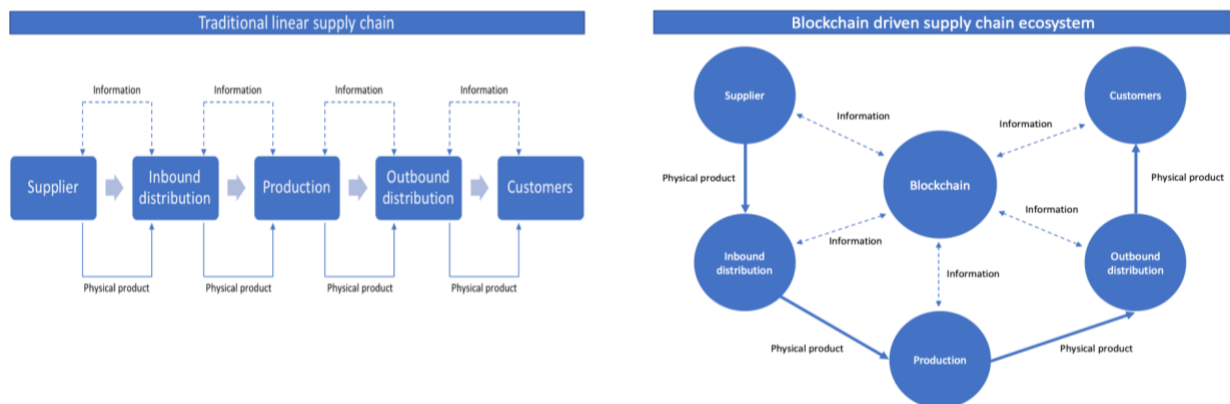 Traditional linear supply chain
Information
Information
Information
Information
Supplier
Inbound
distribution
Production
Outbound
distribution
Customers
Physical product
Physical product
Physical product
Physical product
Blockchain driven supply chain ecosystem
Supplier
Customers
Information
Information
Blockchain
Physical product
Physical product
Information
Information
Inbound
distribution
Outbound
distribution
Information
Physical product
Physical product
Production